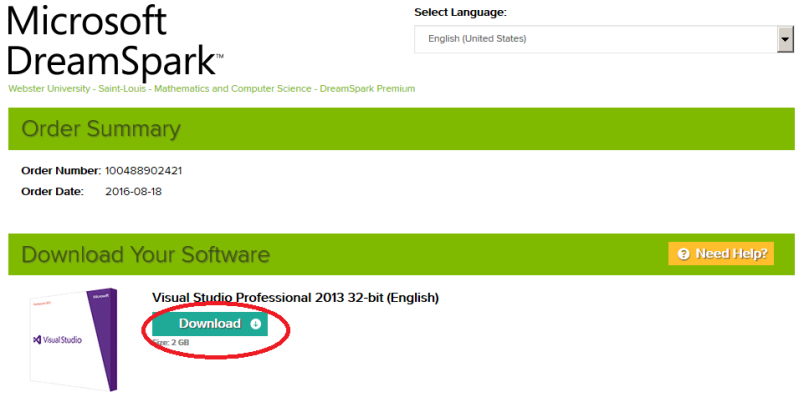 Microsoft
DreamSpark™
Select Language:
English (United States)
Webster University - Saint-Louis - Mathematics and Computer Science - DreamSpark Premium
Order Summary
Order Number: 100488902421
Order Date: 2016-08-18
Download Your Software
Need Help?
Visual Studio Professional 2013 32-bit (English)
Download
Size: 2 GB
Microsoft
Visual Studio